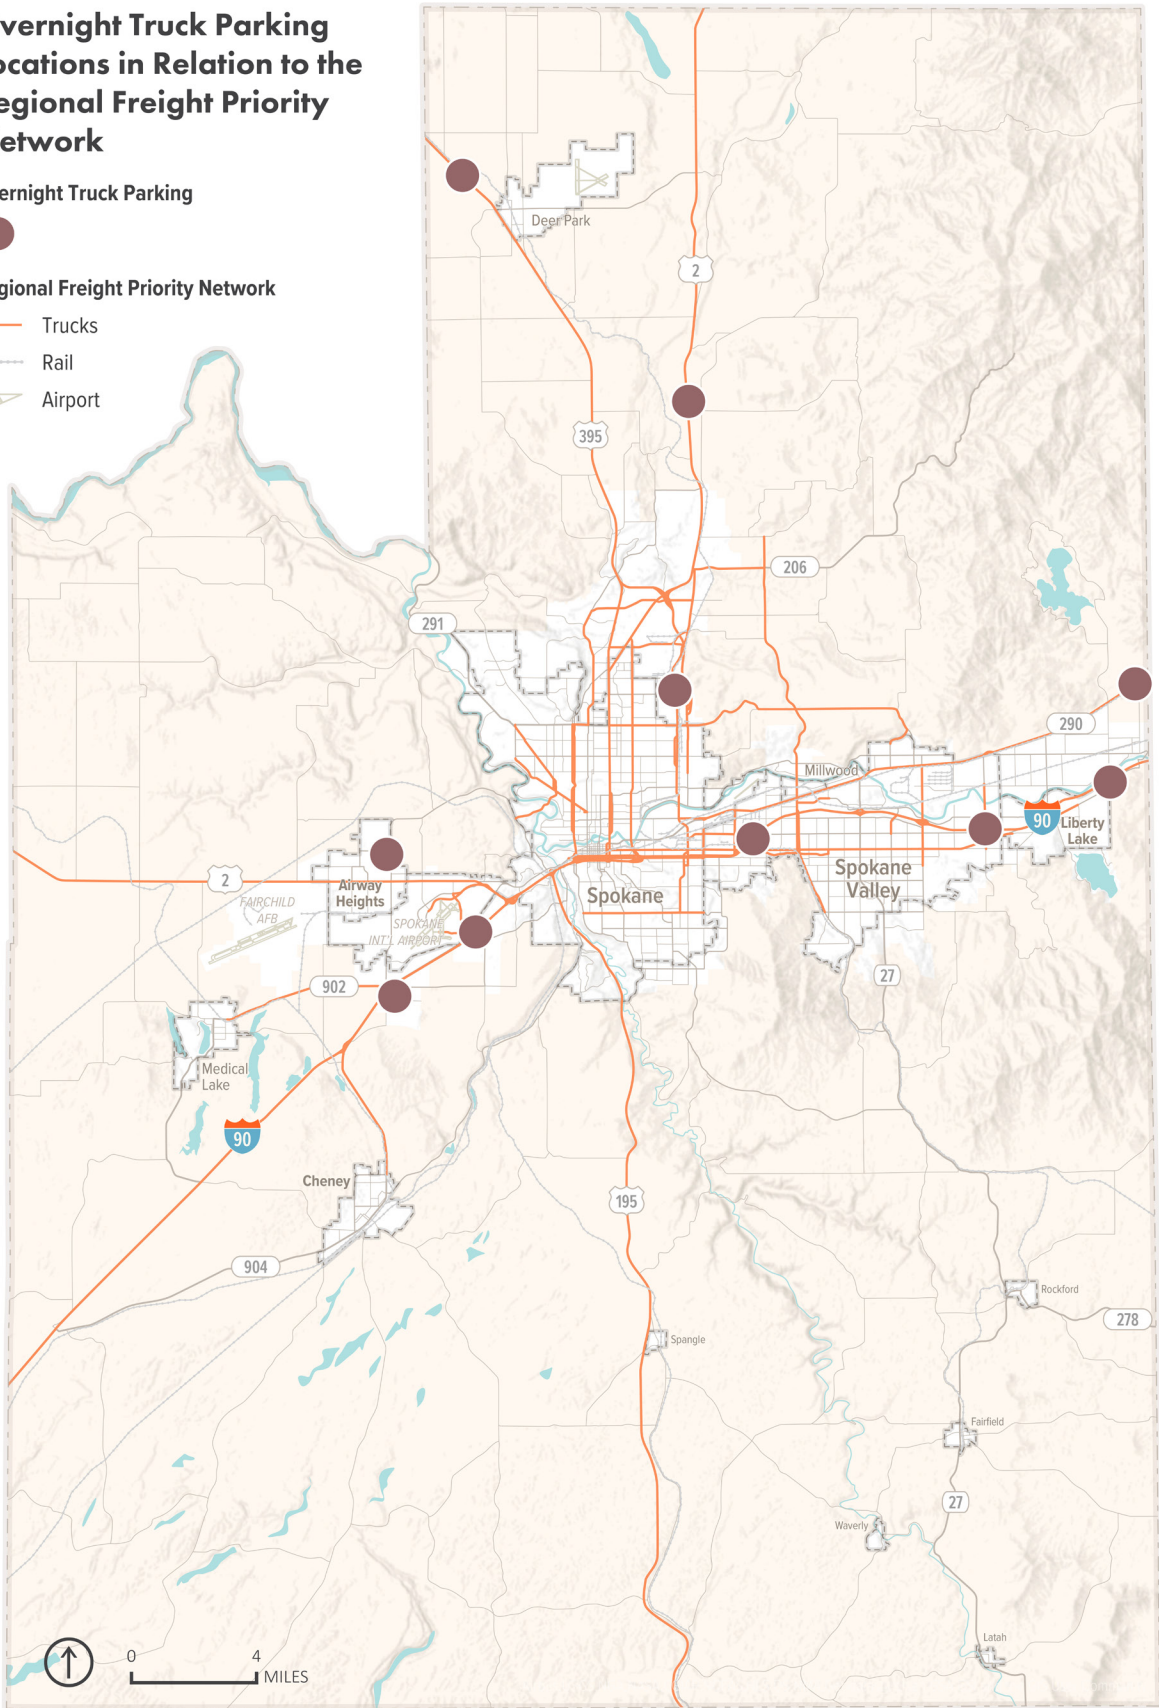 vernight Truck Parking
ocations in Relation to the
egional Freight Priority
etwork
ernight Truck Parking
gional Freight Priority Network
Trucks
Rail
Airport
Deer Park
2
395
206
291
290
Millwood
90
Liberty
Lake
2
Airway
Heights
Spokane
Spokane
Valley
FAIRCHILD
AFB
SPOKANE
INT'L AIRPORT
902
27
Medical
Lake
90
Cheney
195
904
Rockford
278
Spangle
Fairfield
27
Waverly
Latah
0 4
MILES